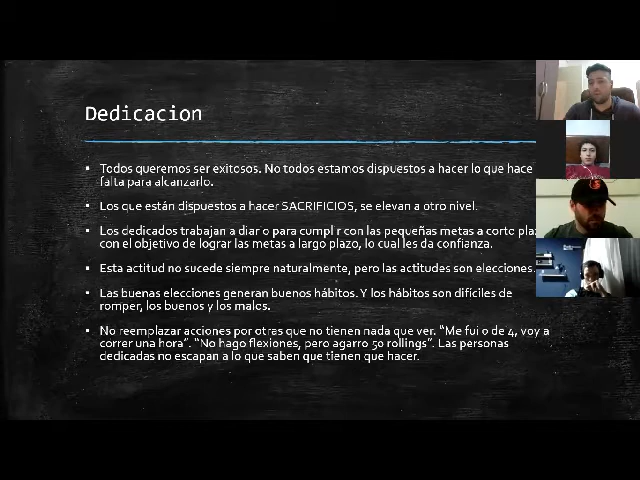 Dedicacion
▪ Todos queremos ser exitosos. No todos estamos dispuestos a hacer lo que hace
falta para alcanzarlo.
▪ Los que están dispuestos a hacer SACRIFICIOS, se elevan a otro nivel.
▪ Los dedicados trabajan a diar o para cumpl r con las pequeñas metas a corto
con el objetivo de lograr las metas a largo plazo, lo cual les da confianza.
▪ Esta actitud no sucede siempre naturalmente, pero las actitudes son elecciones.
▪ Las buenas elecciones generan buenos hábitos. Y los hábitos son difíciles de
romper, los buenos y los malos.
▪ No reemplazar acciones por otras que no tienen nada que ver. “Me fui o de 4, voy a
correr una hora”. “No hago flexiones, pero agarro 50 rollings”. Las personas
dedicadas no escapan a lo que saben que tienen que hacer.